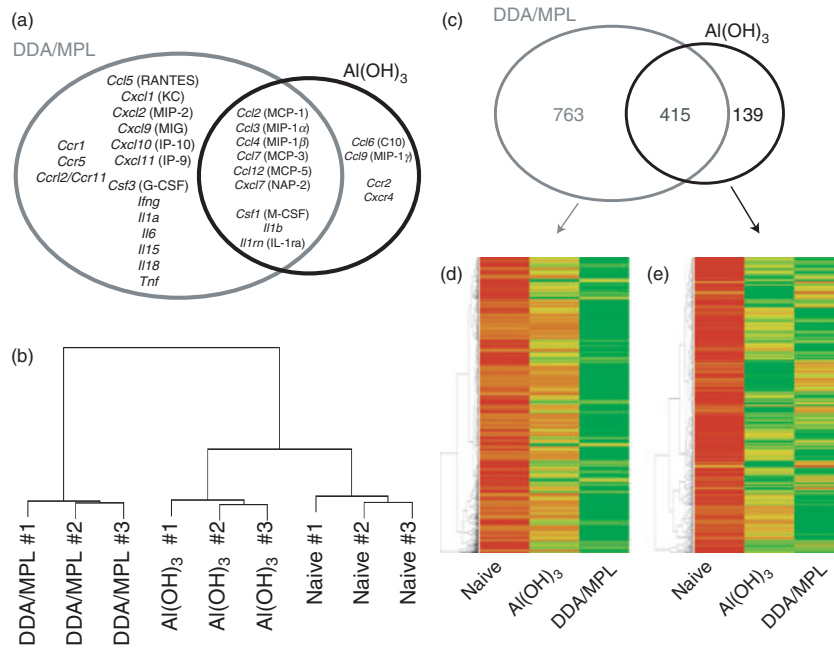 (a)
DDA/MPL
Al(OH)3
Ccl5 (RANTES)
Cxcl1 (KC)
Cxcl2 (MIP-2)
Cxcl9 (MIG)
Cxcl10 (IP-10)
Cxcl11 (IP-9)
Ccr1
Ccr5
Ccrl2/Ccr11
Csf3 (G-CSF)
Ifng
Il1a
Il6
Il15
Il18
Tnf
Ccl2 (MCP-1)
Ccl3 (MIP-1α)
Ccl4 (MIP-1β)
Ccl7 (MCP-3)
Ccl12 (MCP-5)
Cxcl7 (NAP-2)
Csf1 (M-CSF)
Il1b
Il1rn (IL-1ra)
Ccl6 (C10)
Ccl9 (MIP-1γ)
Ccr2
Cxcr4
(b)
DDA/MPL #1
DDA/MPL #2
DDA/MPL #3
Al(OH)3 #1
Al(OH)3 #2
Al(OH)3 #3
Naive #1
Naive #2
Naive #3
(c)
DDA/MPL
Al(OH)3
763
415
139
(d)
Naive
Al(OH)3
DDA/MPL
(e)
Naive
Al(OH)3
DDA/MPL